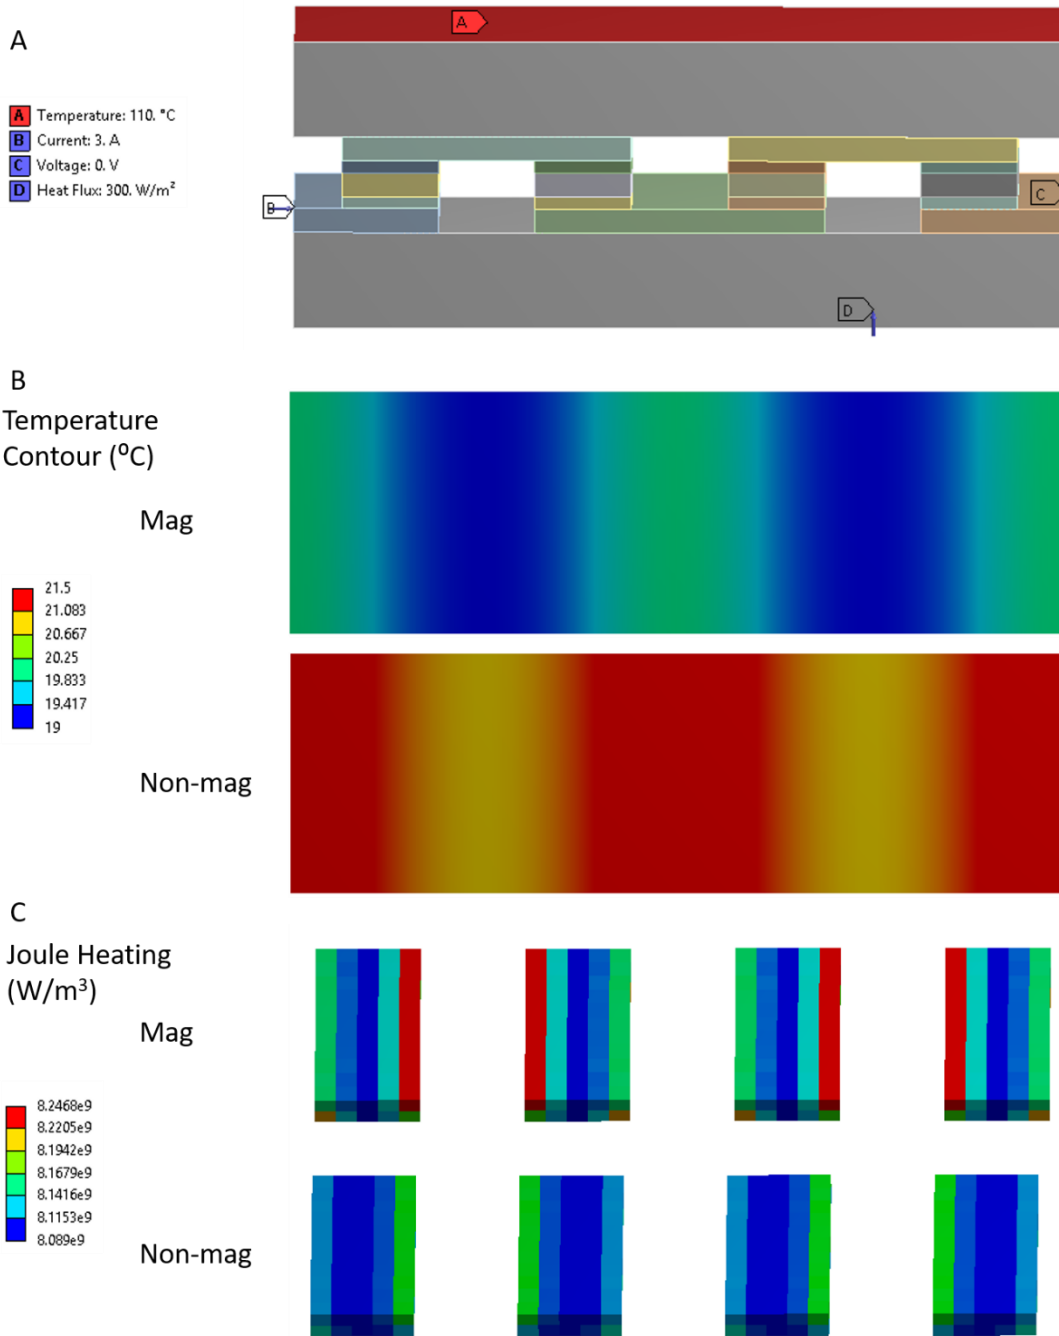 A
A
A Temperature: 110. °C
B Current: 3. A
C Voltage: 0. V
D Heat Flux: 300. W/m²
B
C
D
B
Temperature
Contour (⁰C)
Mag
21.5
21.083
20.667
20.25
19.833
19.417
19
Non-mag
C
Joule Heating
(W/m³)
Mag
8.2468e9
8.2205e9
8.1942e9
8.1679e9
8.1416e9
8.1153e9
8.089e9
Non-mag